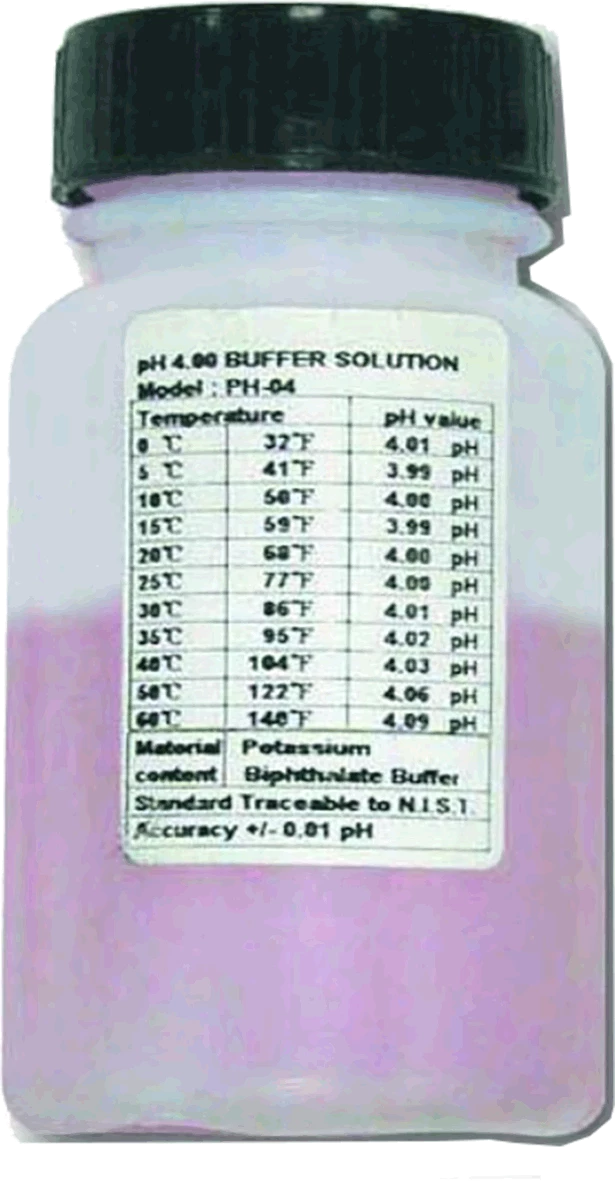 pH 4.00 BUFFER SOLUTION
Model : PH-04
Temperature pH value
0 ℃ 32℉ 4.01 pH
5 ℃ 41℉ 3.99 pH
10℃ 50℉ 4.00 pH
15℃ 59℉ 3.99 pH
20℃ 68℉ 4.00 pH
25℃ 77℉ 4.00 pH
30℃ 86℉ 4.01 pH
35℃ 95℉ 4.02 pH
40℃ 104℉ 4.03 pH
50℃ 122℉ 4.06 pH
60℃ 140℉ 4.09 pH
Material Potassium
content Biphthalate Buffer
Standard Traceable to N.I.S.T.
Accuracy +/- 0.01 pH